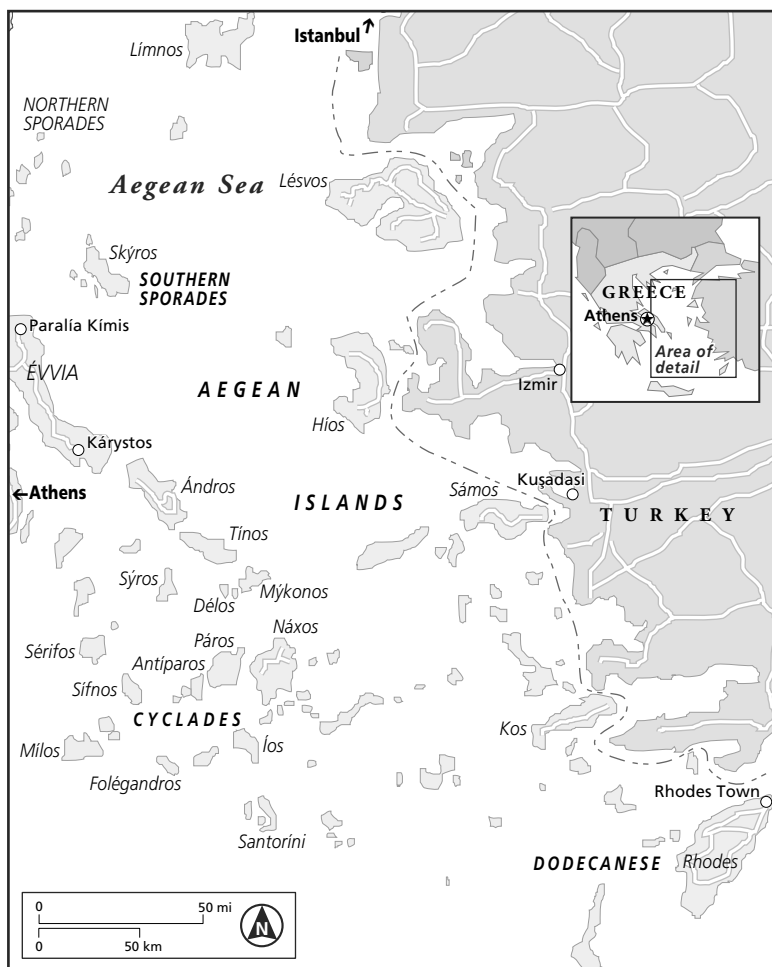 Istanbul
Límnos
NORTHERN
SPORADES
Aegean Sea
Lésvos
Skýros
SOUTHERN
SPORADES
GREECE
Athens
Area of
detail
Paralía Kímis
ÉVVIA
AEGEAN
Izmir
Híos
Kárystos
Athens
Ándros
ISLANDS
Sámos
Kuşadasi
TURKEY
Tínos
Sýros
Délos
Mýkonos
Náxos
Páros
Sérifos
Antíparos
Sífnos
CYCLADES
Kos
Mílos
Íos
Folégandros
Rhodes Town
Santoríni
DODECANESE
Rhodes
0 50 mi
0 50 km
N